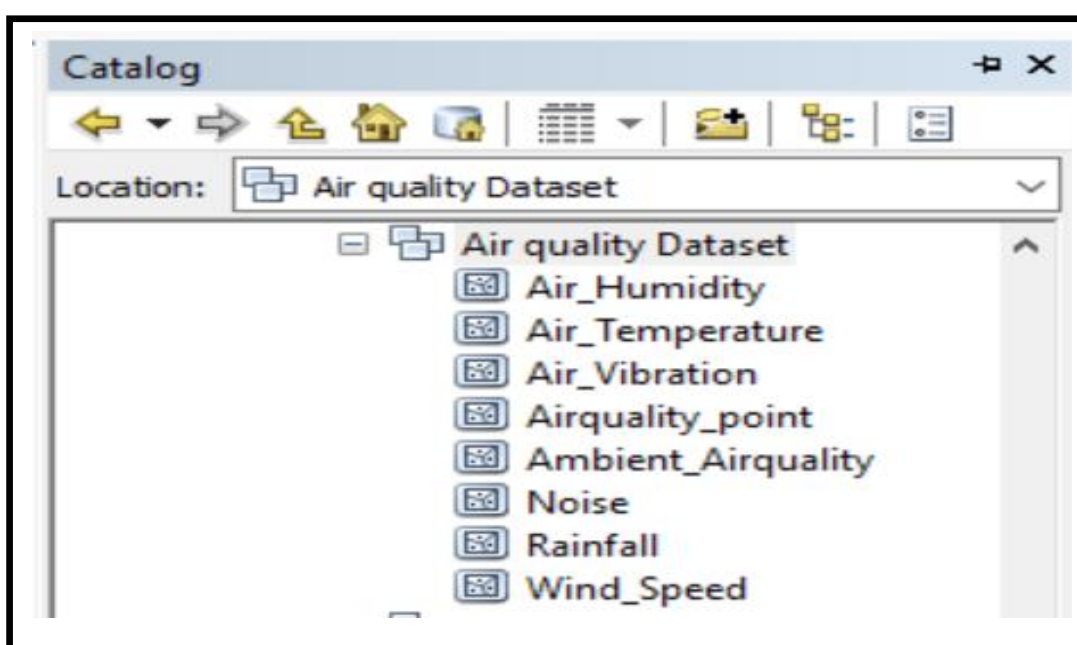 Catalog
Location: Air quality Dataset
Air quality Dataset
Air_Humidity
Air_Temperature
Air_Vibration
Airquality_point
Ambient_Airquality
Noise
Rainfall
Wind_Speed